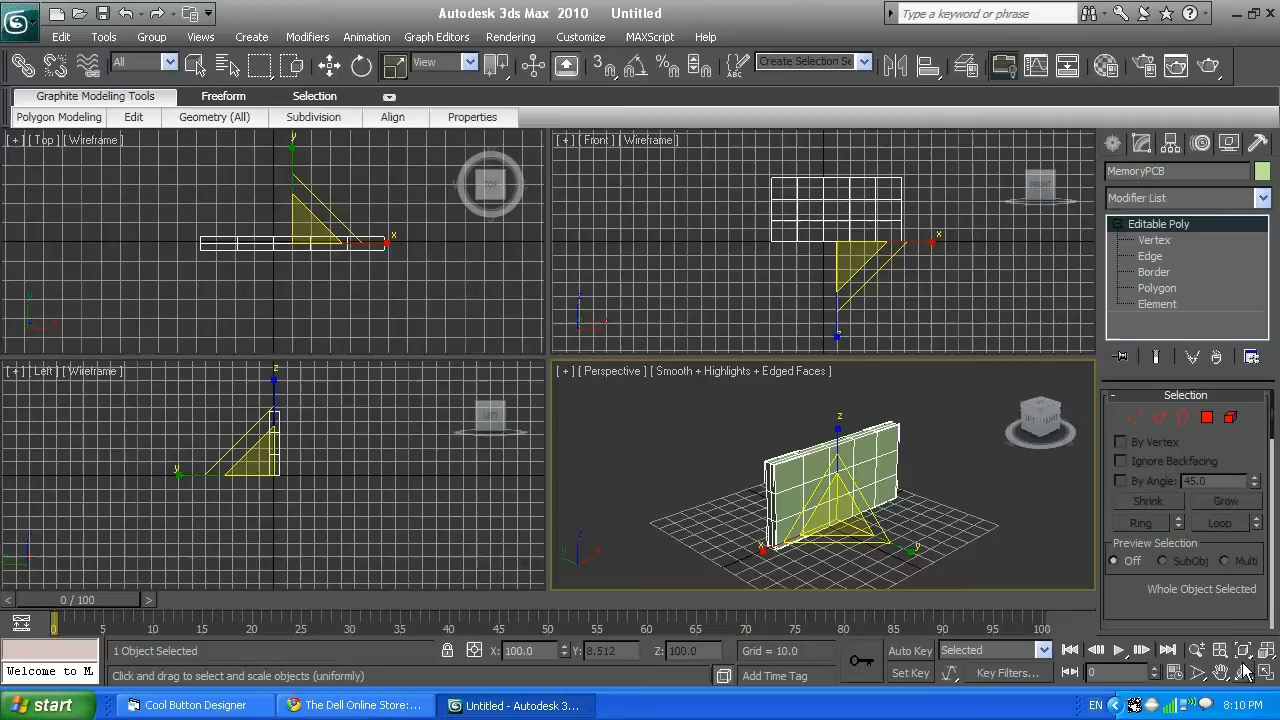 Autodesk 3ds Max 2010 Untitled
Type a keyword or phrase
Edit Tools Group Views Create Modifiers Animation Graph Editors Rendering Customize MAXScript Help
All View Create Selection Se
Graphite Modeling Tools Freeform Selection
Polygon Modeling Edit Geometry (All) Subdivision Align Properties
[ + ] [ Top ] [ Wireframe ]
TOP
y
x
[ + ] [ Front ] [ Wireframe ]
FRONT
x
z
MemoryPCB
Modifier List
Editable Poly
Vertex
Edge
Border
Polygon
Element
[ + ] [ Left ] [ Wireframe ]
LEFT
z
y
[ + ] [ Perspective ] [ Smooth + Highlights + Edged Faces ]
LEFT FRONT
z
x
y
Selection
By Vertex
Ignore Backfacing
By Angle: 45.0
Shrink Grow
Ring Loop
Preview Selection
Off SubObj Multi
Whole Object Selected
< 0 / 100 >
0 5 10 15 20 25 30 35 40 45 50 55 60 65 70 75 80 85 90 95 100
1 Object Selected X: 100.0 Y: 8.512 Z: 100.0 Grid = 10.0 Auto Key Selected
Welcome to M Click and drag to select and scale objects (uniformly) Add Time Tag Set Key Key Filters... 0
start Cool Button Designer The Dell Online Store:... Untitled - Autodesk 3s... EN 8:10 PM